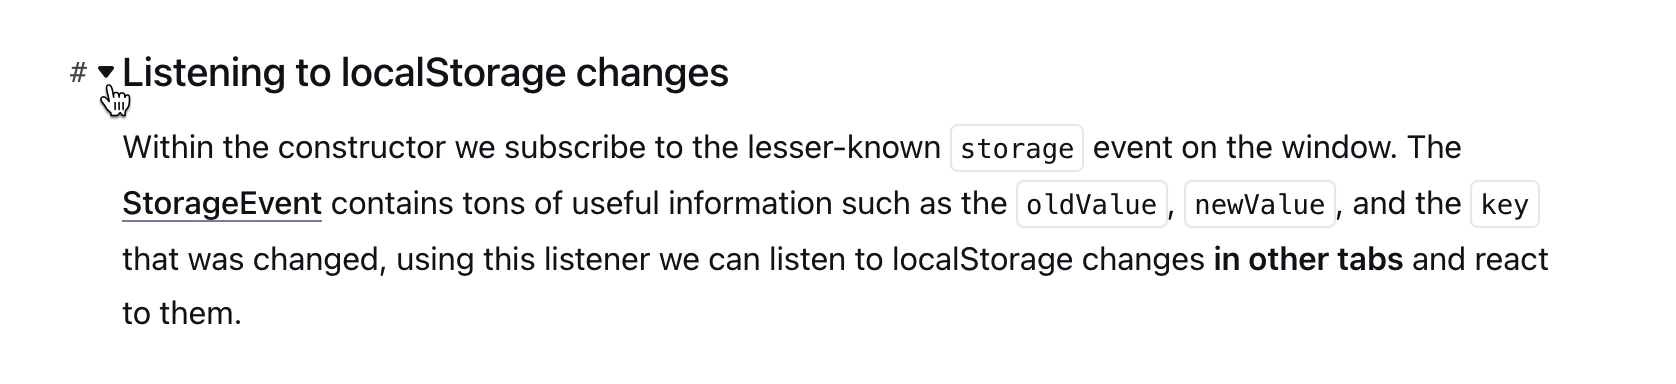 # Listening to localStorage changes
Within the constructor we subscribe to the lesser-known storage event on the window. The
StorageEvent contains tons of useful information such as the oldValue, newValue, and the key
that was changed, using this listener we can listen to localStorage changes in other tabs and react
to them.